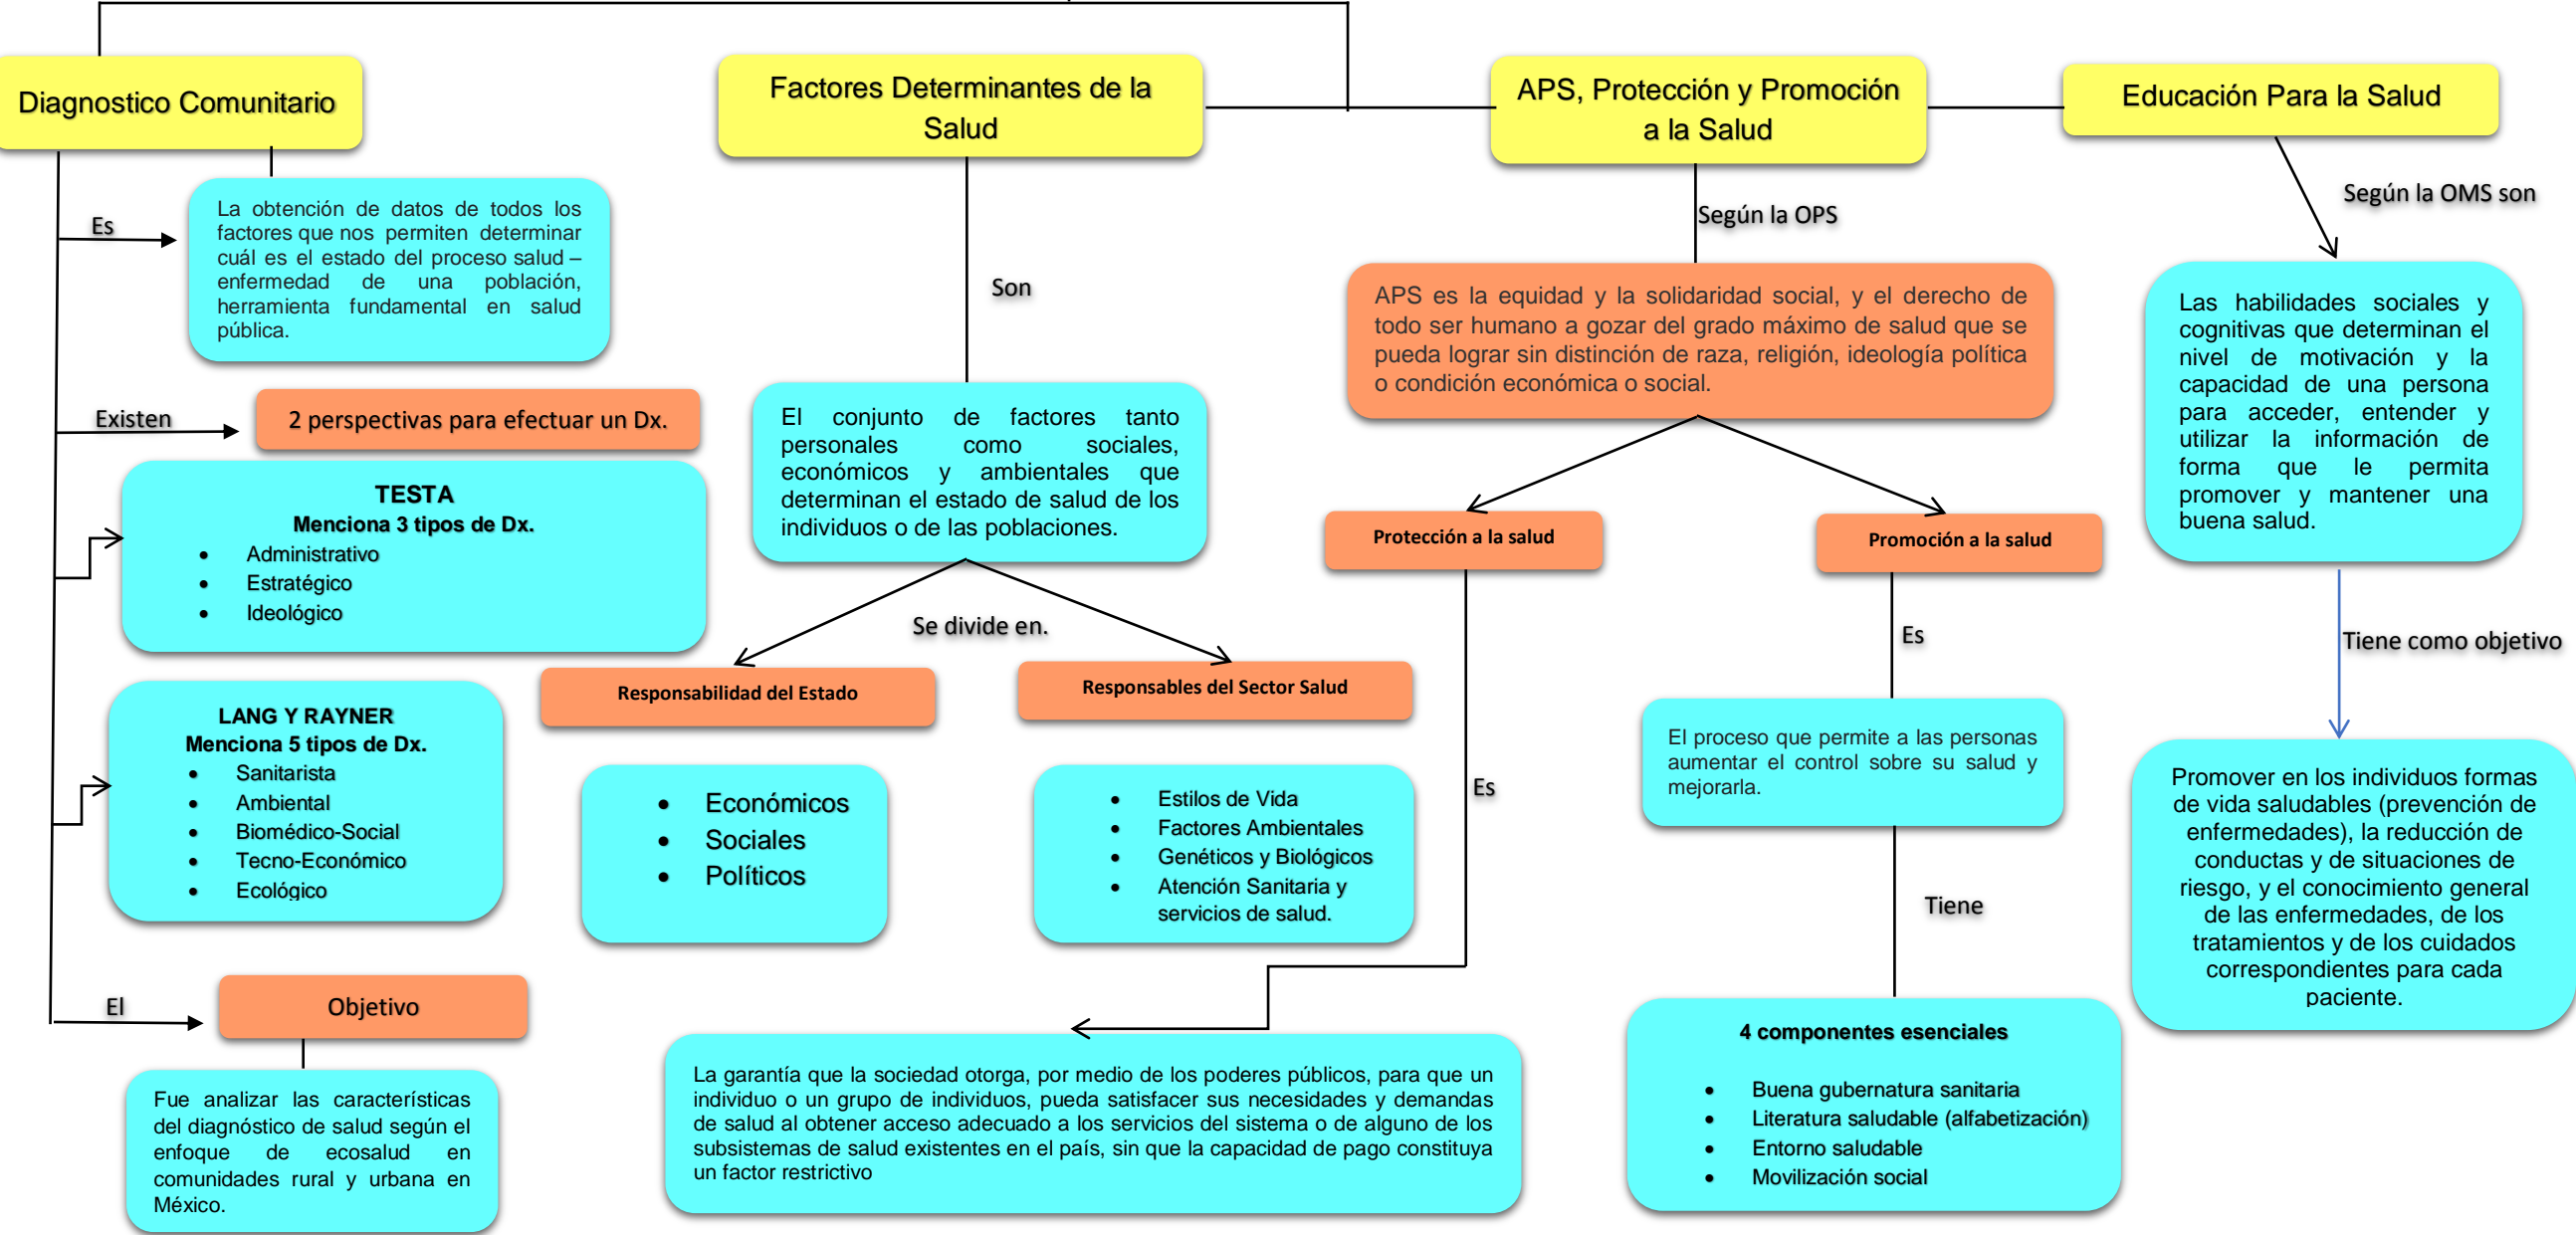 Diagnostico Comunitario
Es
La obtención de datos de todos los
factores que nos permiten determinar
cuál es el estado del proceso salud –
enfermedad de una población,
herramienta fundamental en salud
pública.
Existen
2 perspectivas para efectuar un Dx.
TESTA
Menciona 3 tipos de Dx.
• Administrativo
• Estratégico
• Ideológico
LANG Y RAYNER
Menciona 5 tipos de Dx.
• Sanitarista
• Ambiental
• Biomédico-Social
• Tecno-Económico
• Ecológico
El
Objetivo
Fue analizar las características
del diagnóstico de salud según el
enfoque de ecosalud en
comunidades rural y urbana en
México.
Factores Determinantes de la
Salud
Son
El conjunto de factores tanto
personales como sociales,
económicos y ambientales que
determinan el estado de salud de los
individuos o de las poblaciones.
Se divide en.
Responsabilidad del Estado
• Económicos
• Sociales
• Políticos
Responsables del Sector Salud
• Estilos de Vida
• Factores Ambientales
• Genéticos y Biológicos
• Atención Sanitaria y
servicios de salud.
APS, Protección y Promoción
a la Salud
Según la OPS
APS es la equidad y la solidaridad social, y el derecho de
todo ser humano a gozar del grado máximo de salud que se
pueda lograr sin distinción de raza, religión, ideología política
o condición económica o social.
Protección a la salud
Es
La garantía que la sociedad otorga, por medio de los poderes públicos, para que un
individuo o un grupo de individuos, pueda satisfacer sus necesidades y demandas
de salud al obtener acceso adecuado a los servicios del sistema o de alguno de los
subsistemas de salud existentes en el país, sin que la capacidad de pago constituya
un factor restrictivo
Promoción a la salud
Es
El proceso que permite a las personas
aumentar el control sobre su salud y
mejorarla.
Tiene
4 componentes esenciales
• Buena gubernatura sanitaria
• Literatura saludable (alfabetización)
• Entorno saludable
• Movilización social
Educación Para la Salud
Según la OMS son
Las habilidades sociales y
cognitivas que determinan el
nivel de motivación y la
capacidad de una persona
para acceder, entender y
utilizar la información de
forma que le permita
promover y mantener una
buena salud.
Tiene como objetivo
Promover en los individuos formas
de vida saludables (prevención de
enfermedades), la reducción de
conductas y de situaciones de
riesgo, y el conocimiento general
de las enfermedades, de los
tratamientos y de los cuidados
correspondientes para cada
paciente.